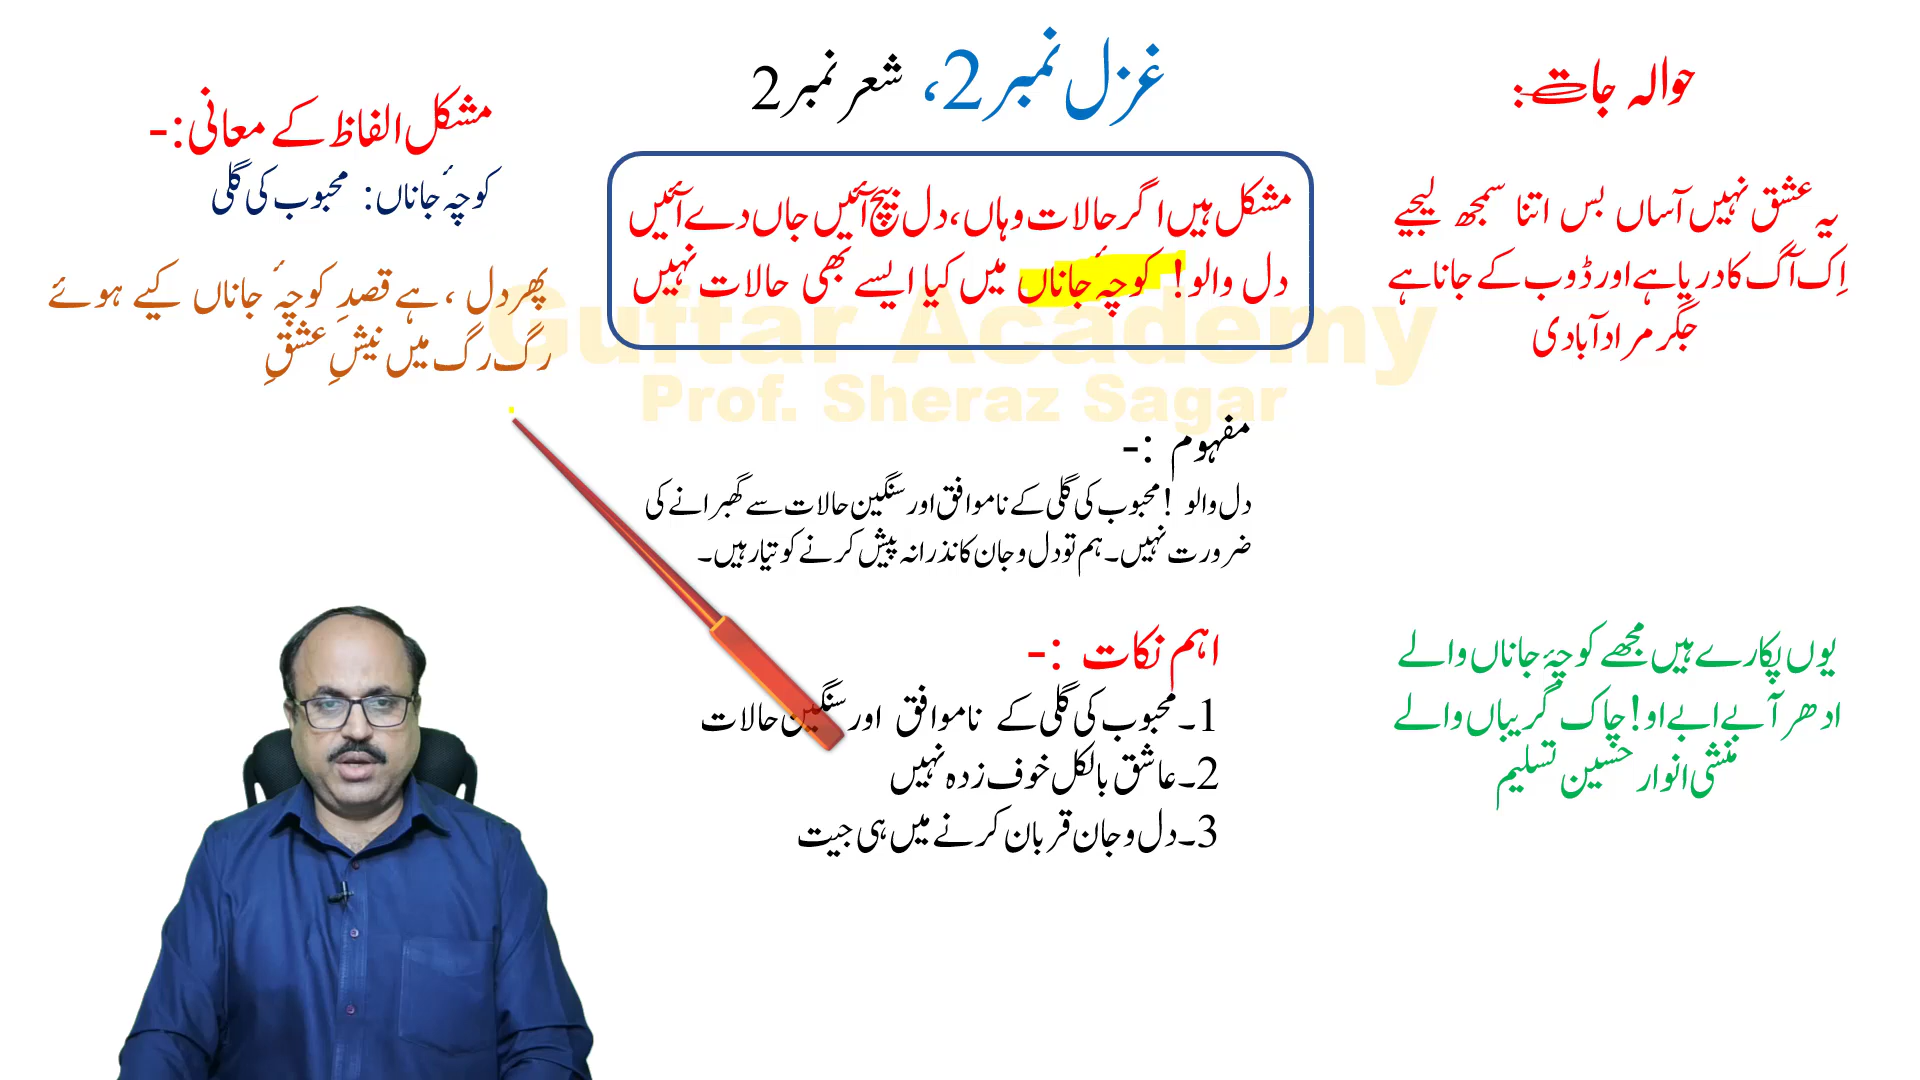 غزل نمبر 2، شعر نمبر 2
حوالہ جات:
یہ عشق نہیں آساں بس اتنا سمجھ لیجیے
اِک آگ کا دریا ہے اور ڈوب کے جانا ہے
جگر مراد آبادی
یوں پکارے ہیں مجھے کوچۂ جاناں والے
ادھر آ بے ابے او! چاک گریباں والے
منشی انوار حسین تسلیم
مشکل ہیں اگر حالات وہاں، دل بیچ آئیں جاں دے آئیں
دل والو! کوچہٴ جاناں میں کیا ایسے بھی حالات نہیں
Guftar Academy
Prof. Sheraz Sagar
مفہوم :-
دل والو ! محبوب کی گلی کے ناموافق اور سنگین حالات سے گھبرانے کی
ضرورت نہیں۔ ہم تو دل و جان کا نذرانہ پیش کرنے کو تیار ہیں۔
اہم نکات :-
1۔ محبوب کی گلی کے ناموافق اور سنگین حالات
2۔ عاشق بالکل خوف زدہ نہیں
3۔ دل و جان قربان کرنے میں ہی جیت
مشکل الفاظ کے معانی :-
کوچہٴ جاناں: محبوب کی گلی
پھر دل ، ہے قصدِ کوچہٴ جاناں کیے ہوئے
رگ رگ میں نیشِ عشقِ